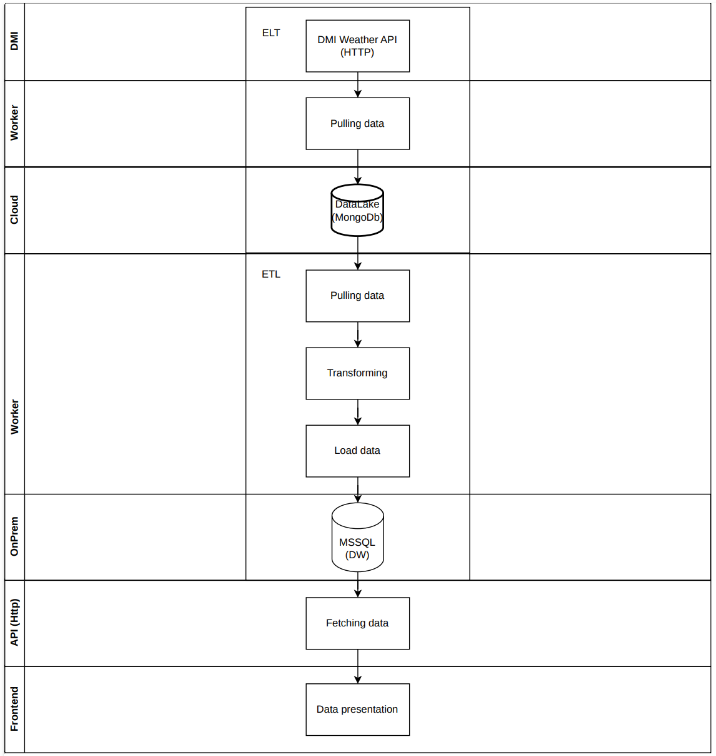 DMI
ELT
DMI Weather API
(HTTP)
Worker
Pulling data
Cloud
DataLake
(MongoDb)
Worker
ETL
Pulling data
Transforming
Load data
OnPrem
MSSQL
(DW)
API (Http)
Fetching data
Frontend
Data presentation